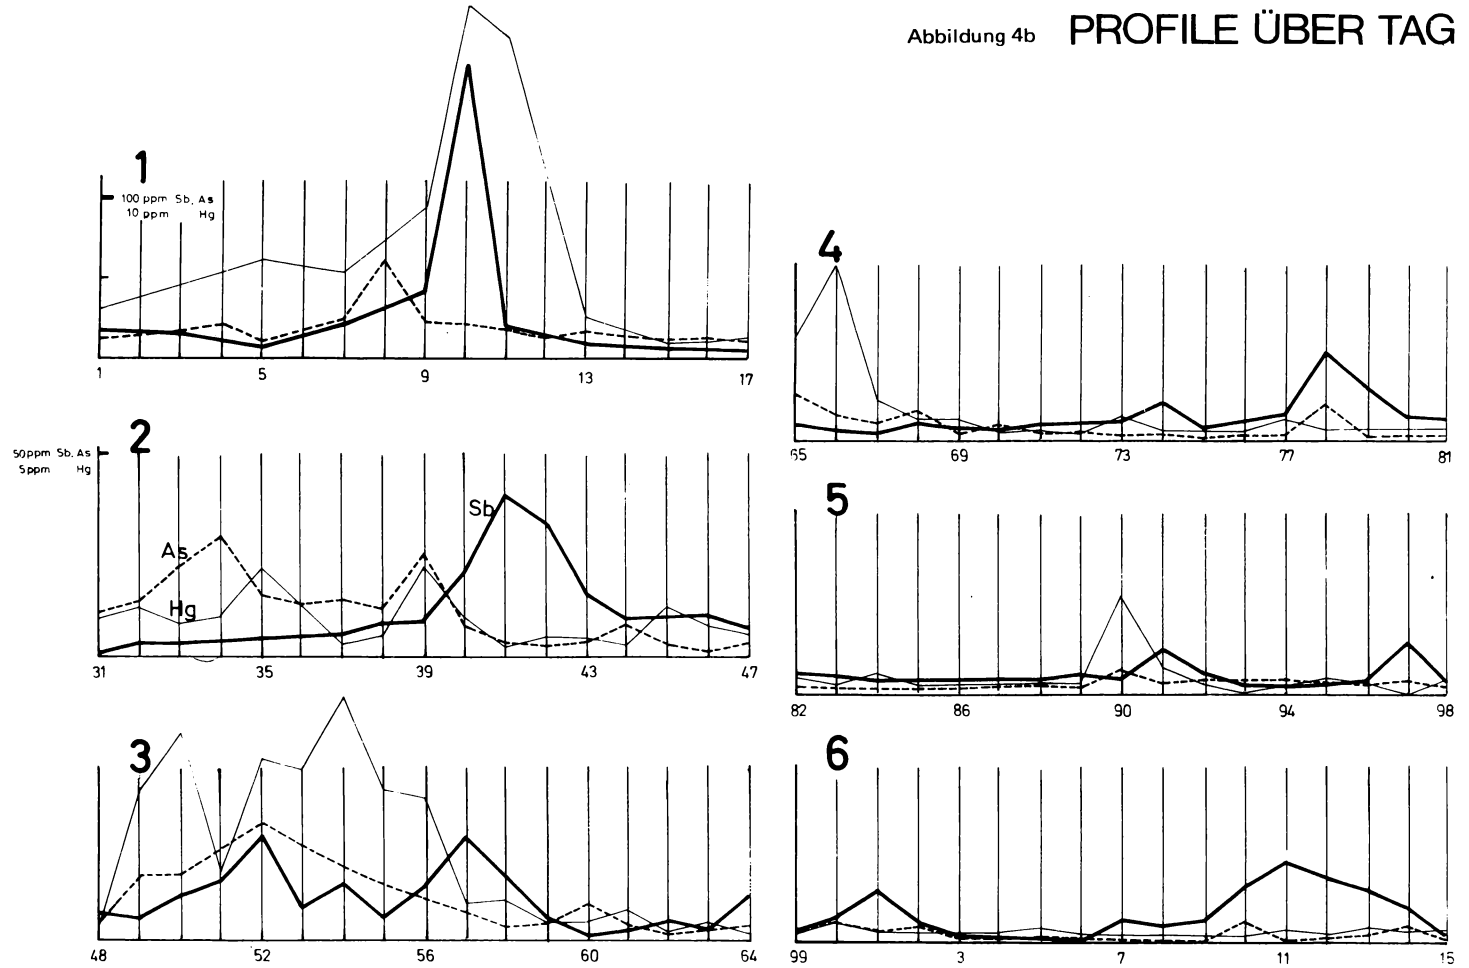 Abbildung 4b PROFILE ÜBER TAG
1
100 ppm Sb, As
10 ppm Hg
1 5 9 13 17
2
50ppm Sb, As
5ppm Hg
As
Hg
Sb
31 35 39 43 47
3
48 52 56 60 64
4
65 69 73 77 81
5
82 86 90 94 98
6
99 3 7 11 15